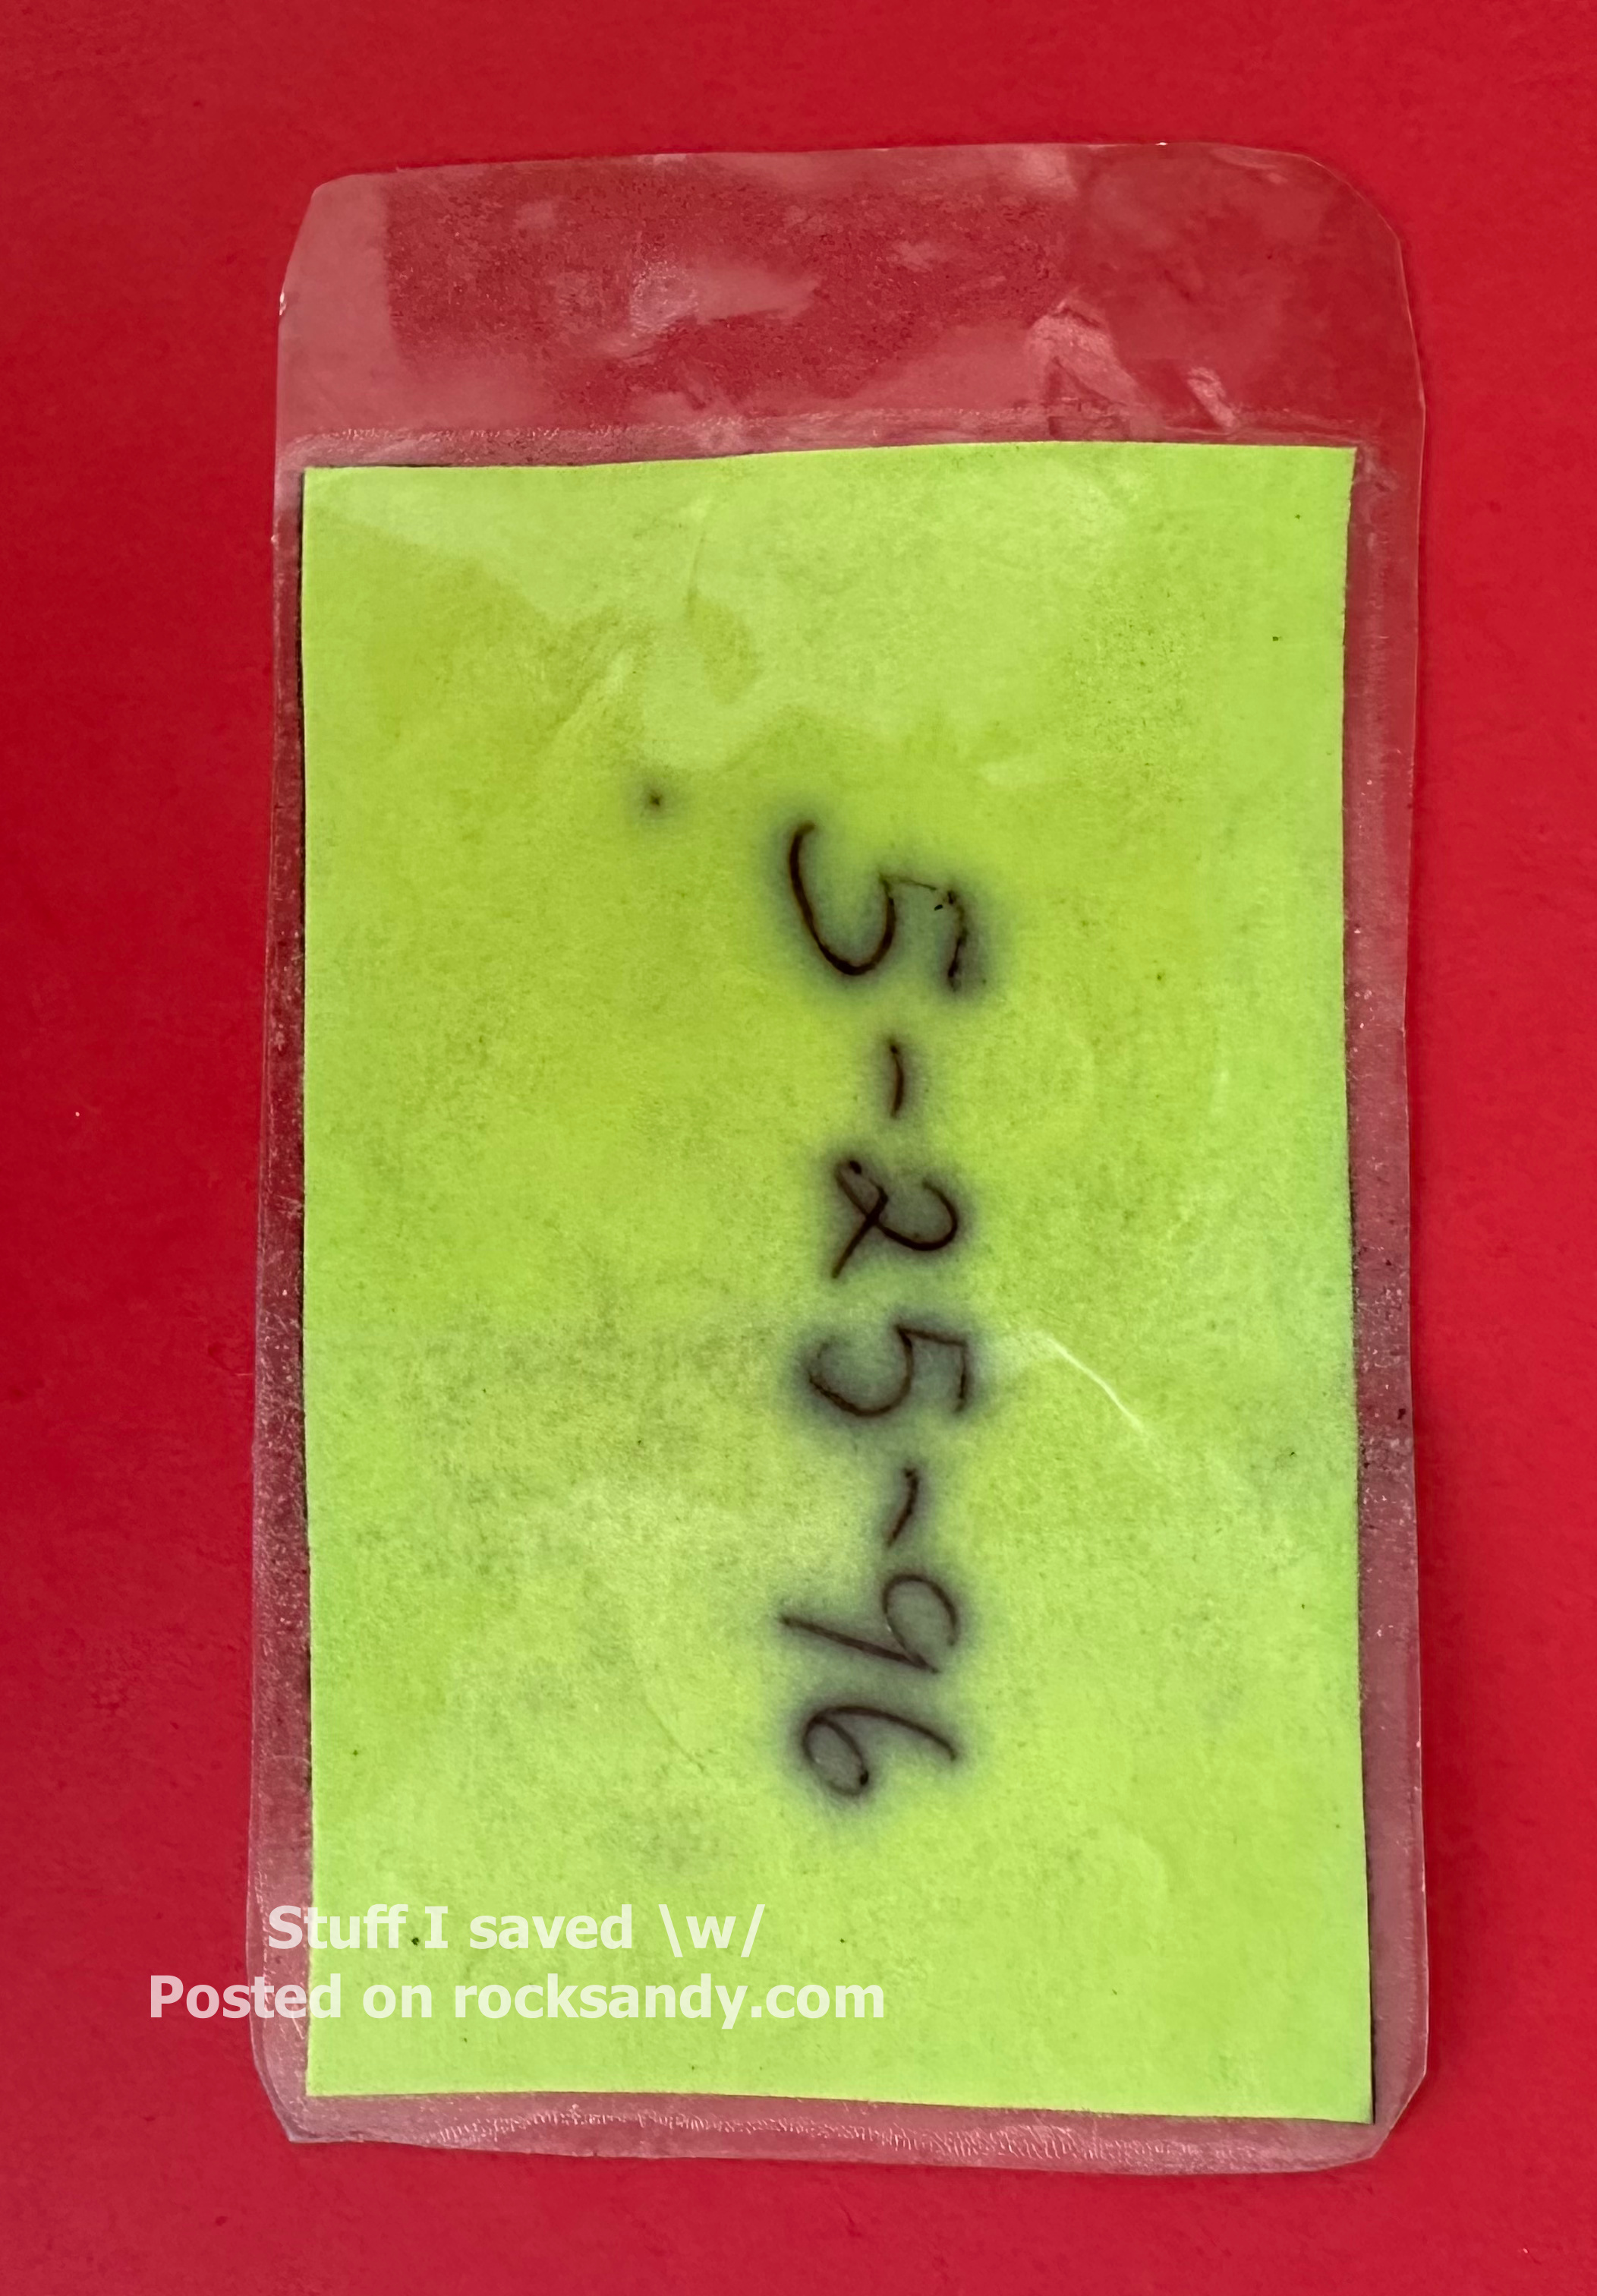 5-25-96
Stuff I saved \w/
Posted on rocksandy.com